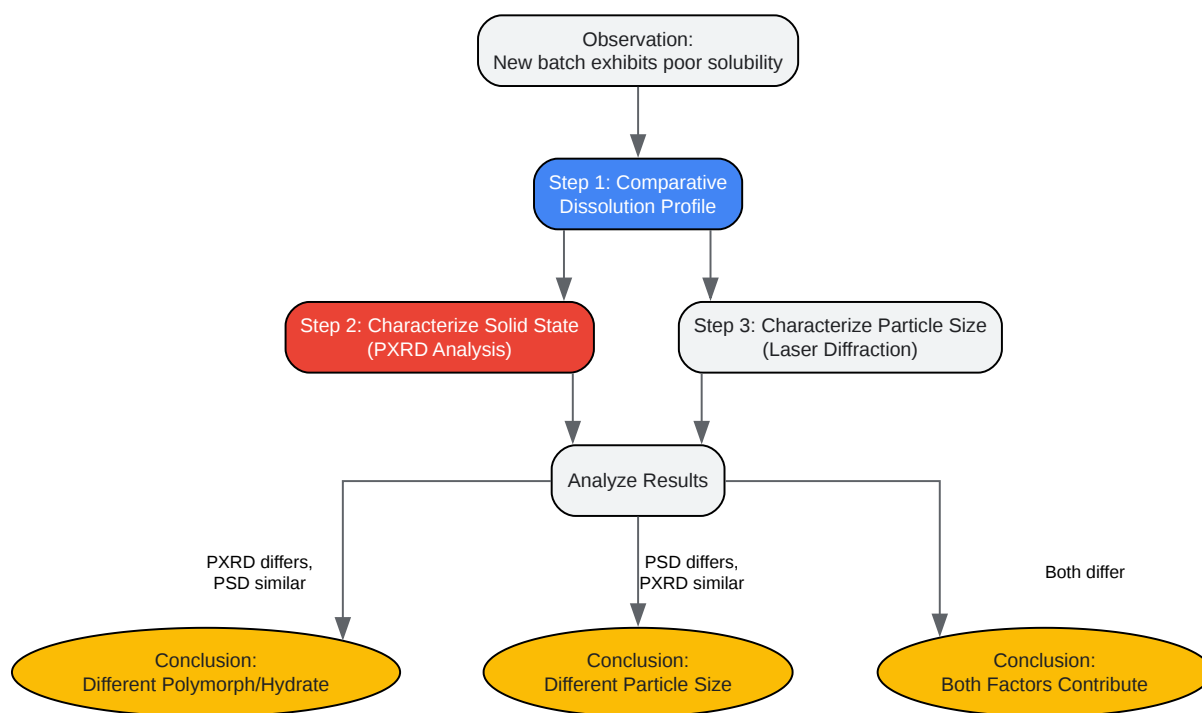 Observation:
New batch exhibits poor solubility
Step 1: Comparative
Dissolution Profile
Step 2: Characterize Solid State
(PXRD Analysis)
Step 3: Characterize Particle Size
(Laser Diffraction)
Analyze Results
PXRD differs,
PSD similar
PSD differs,
PXRD similar
Both differ
Conclusion:
Different Polymorph/Hydrate
Conclusion:
Different Particle Size
Conclusion:
Both Factors Contribute